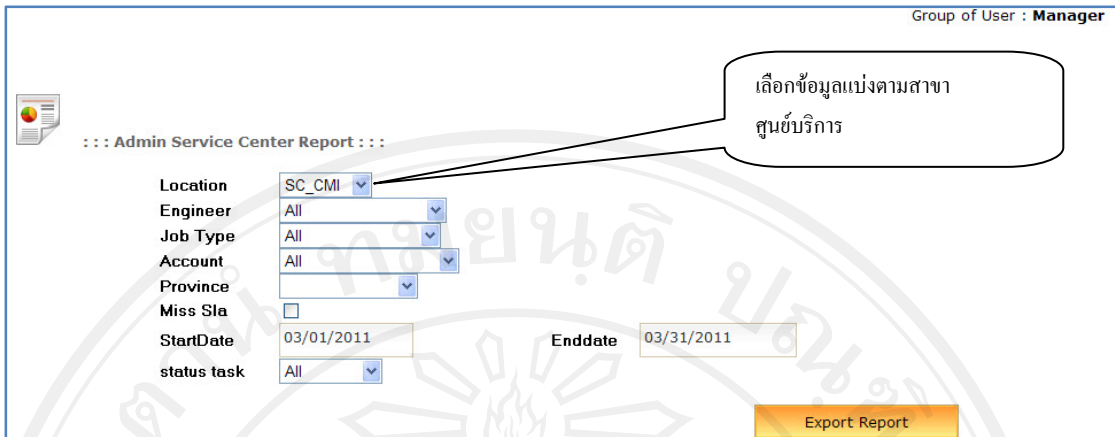 Group of User : Manager
เลือกข้อมูลแบ่งตามสาขา
ศูนย์บริการ
: : : Admin Service Center Report : : :
Location SC_CMI
Engineer All
Job Type All
Account All
Province
Miss Sla
StartDate 03/01/2011 Enddate 03/31/2011
status task All
Export Report